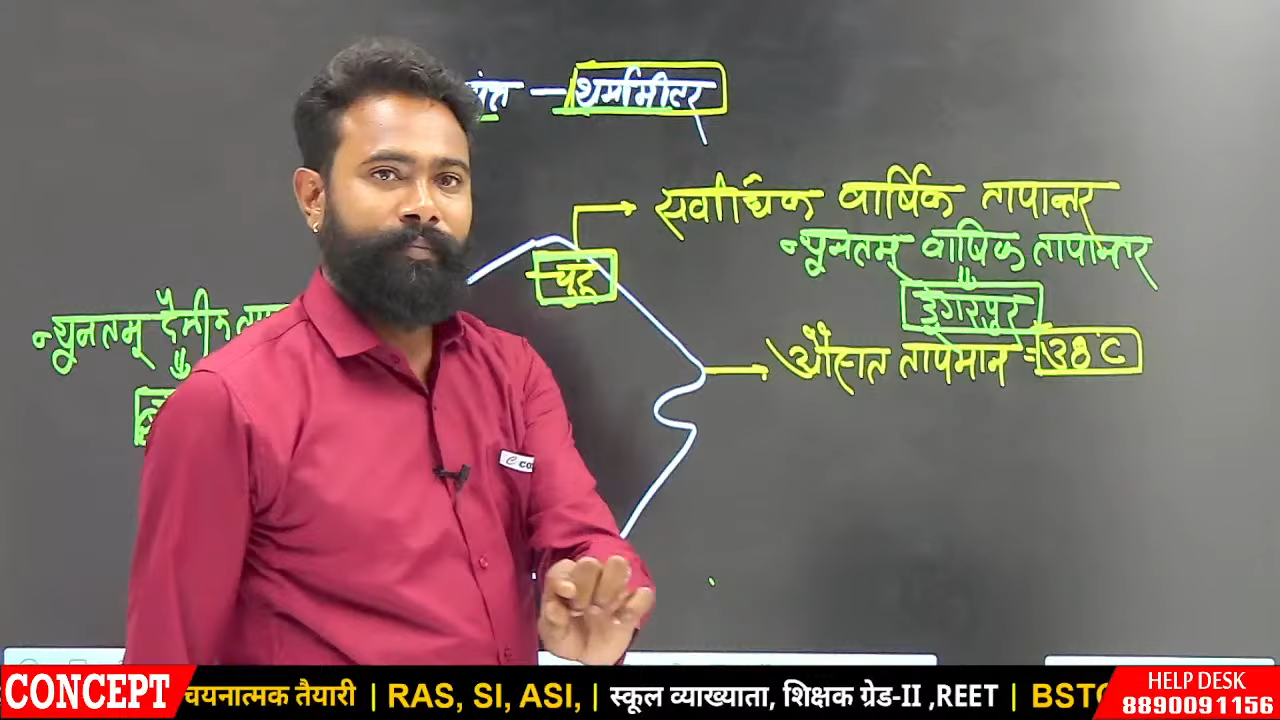 यंत्र — थर्मामीटर
सर्वाधिक वार्षिक तापान्तर
न्युनतम् वार्षिक तापान्तर
चूरू
डूंगरपुर
न्युनतम् दैनीक
औसत तापमान = 38 C
CONCEPT
चयनात्मक तैयारी | RAS, SI, ASI, | स्कूल व्याख्याता, शिक्षक ग्रेड-II ,REET |
HELP DESK
8890091156